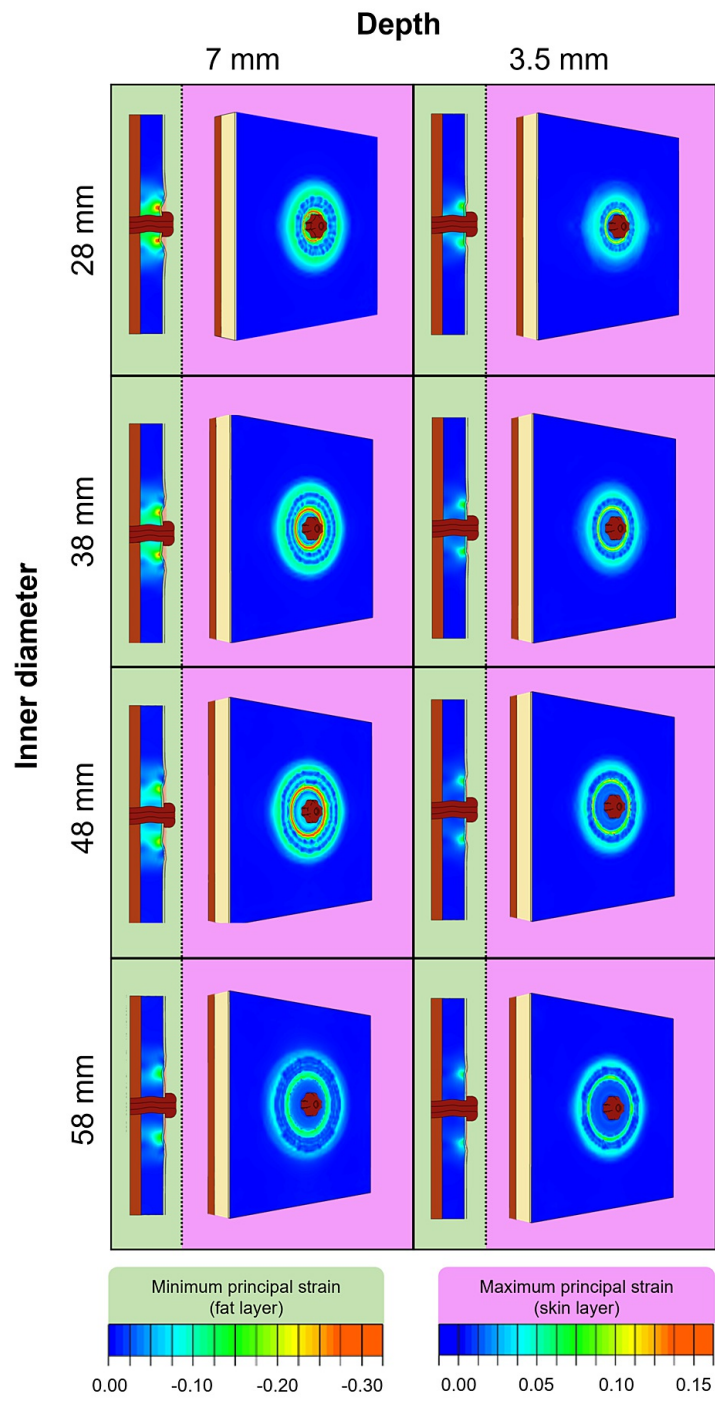 Depth
7 mm
3.5 mm
28 mm
38 mm
Inner diameter
48 mm
58 mm
Minimum principal strain
(fat layer)
0.00 -0.10 -0.20 -0.30
Maximum principal strain
(skin layer)
0.00 0.05 0.10 0.15